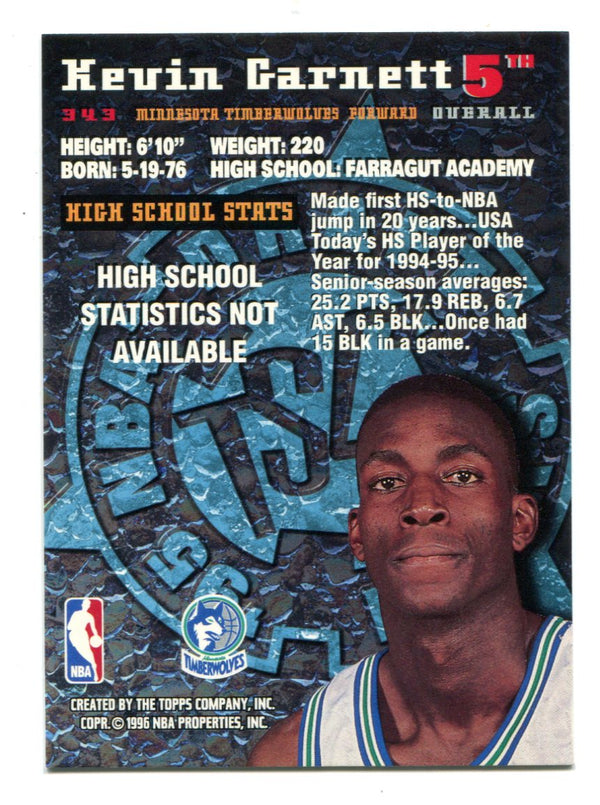 Kevin Garnett 5TH
343 MINNESOTA TIMBERWOLVES FORWARD OVERALL
HEIGHT: 6'10" WEIGHT: 220
BORN: 5-19-76 HIGH SCHOOL: FARRAGUT ACADEMY
HIGH SCHOOL STATS
HIGH SCHOOL
STATISTICS NOT
AVAILABLE
Made first HS-to-NBA
jump in 20 years...USA
Today's HS Player of the
Year for 1994-95...
Senior-season averages:
25.2 PTS, 17.9 REB, 6.7
AST, 6.5 BLK...Once had
15 BLK in a game.
NBA
NBA
TIMBERWOLVES
CREATED BY THE TOPPS COMPANY, INC.
COPR. © 1996 NBA PROPERTIES, INC.